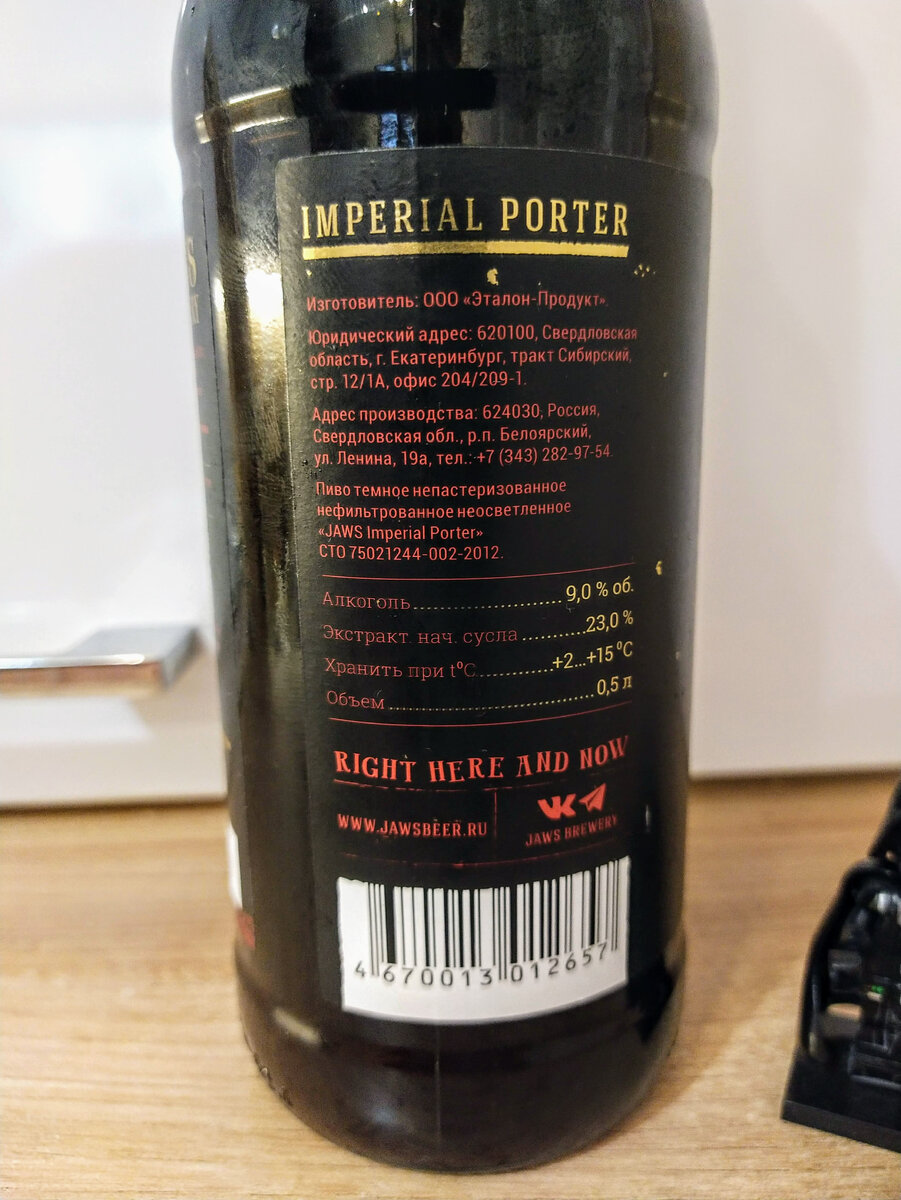 IMPERIAL PORTER
Изготовитель: ООО «Эталон-Продукт».
Юридический адрес: 620100, Свердловская
область, г. Екатеринбург, тракт Сибирский,
стр. 12/1А, офис 204/209-1.
Адрес производства: 624030, Россия,
Свердловская обл., р.п. Белоярский,
ул. Ленина, 19а, тел.: +7 (343) 282-97-54.
Пиво темное непастеризованное
нефильтрованное неосветленное
«JAWS Imperial Porter»
СТО 75021244-002-2012.
Алкоголь.......................... 9,0 % об.
Экстракт. нач. сусла ...........23,0 %
Хранить при t°C.............+2...+15 °C
Объем .....................................0,5 л
RIGHT HERE AND NOW
WWW.JAWSBEER.RU
JAWS BREWERY
4 670013 012657